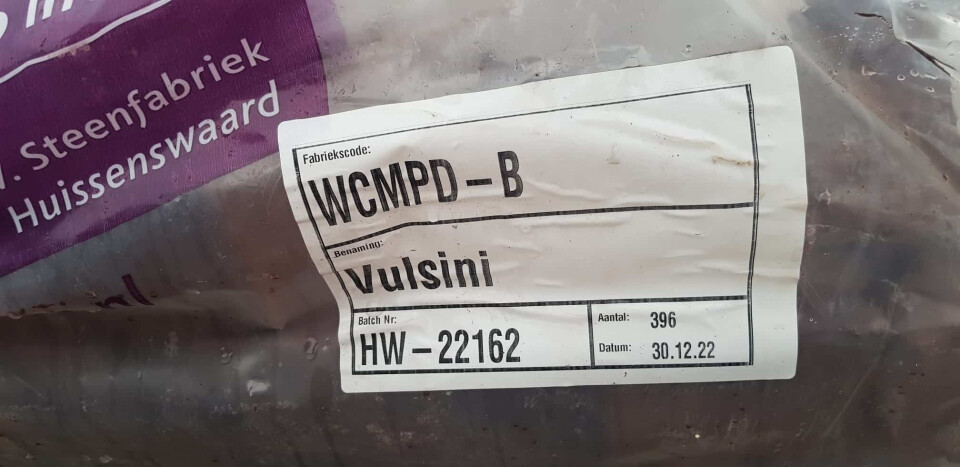 Steenfabriek
Huissenswaard
Fabriekscode:
WCMPD-B
Benaming:
Vulsini
Batch Nr:
HW-22162
Aantal: 396
Datum: 30.12.22